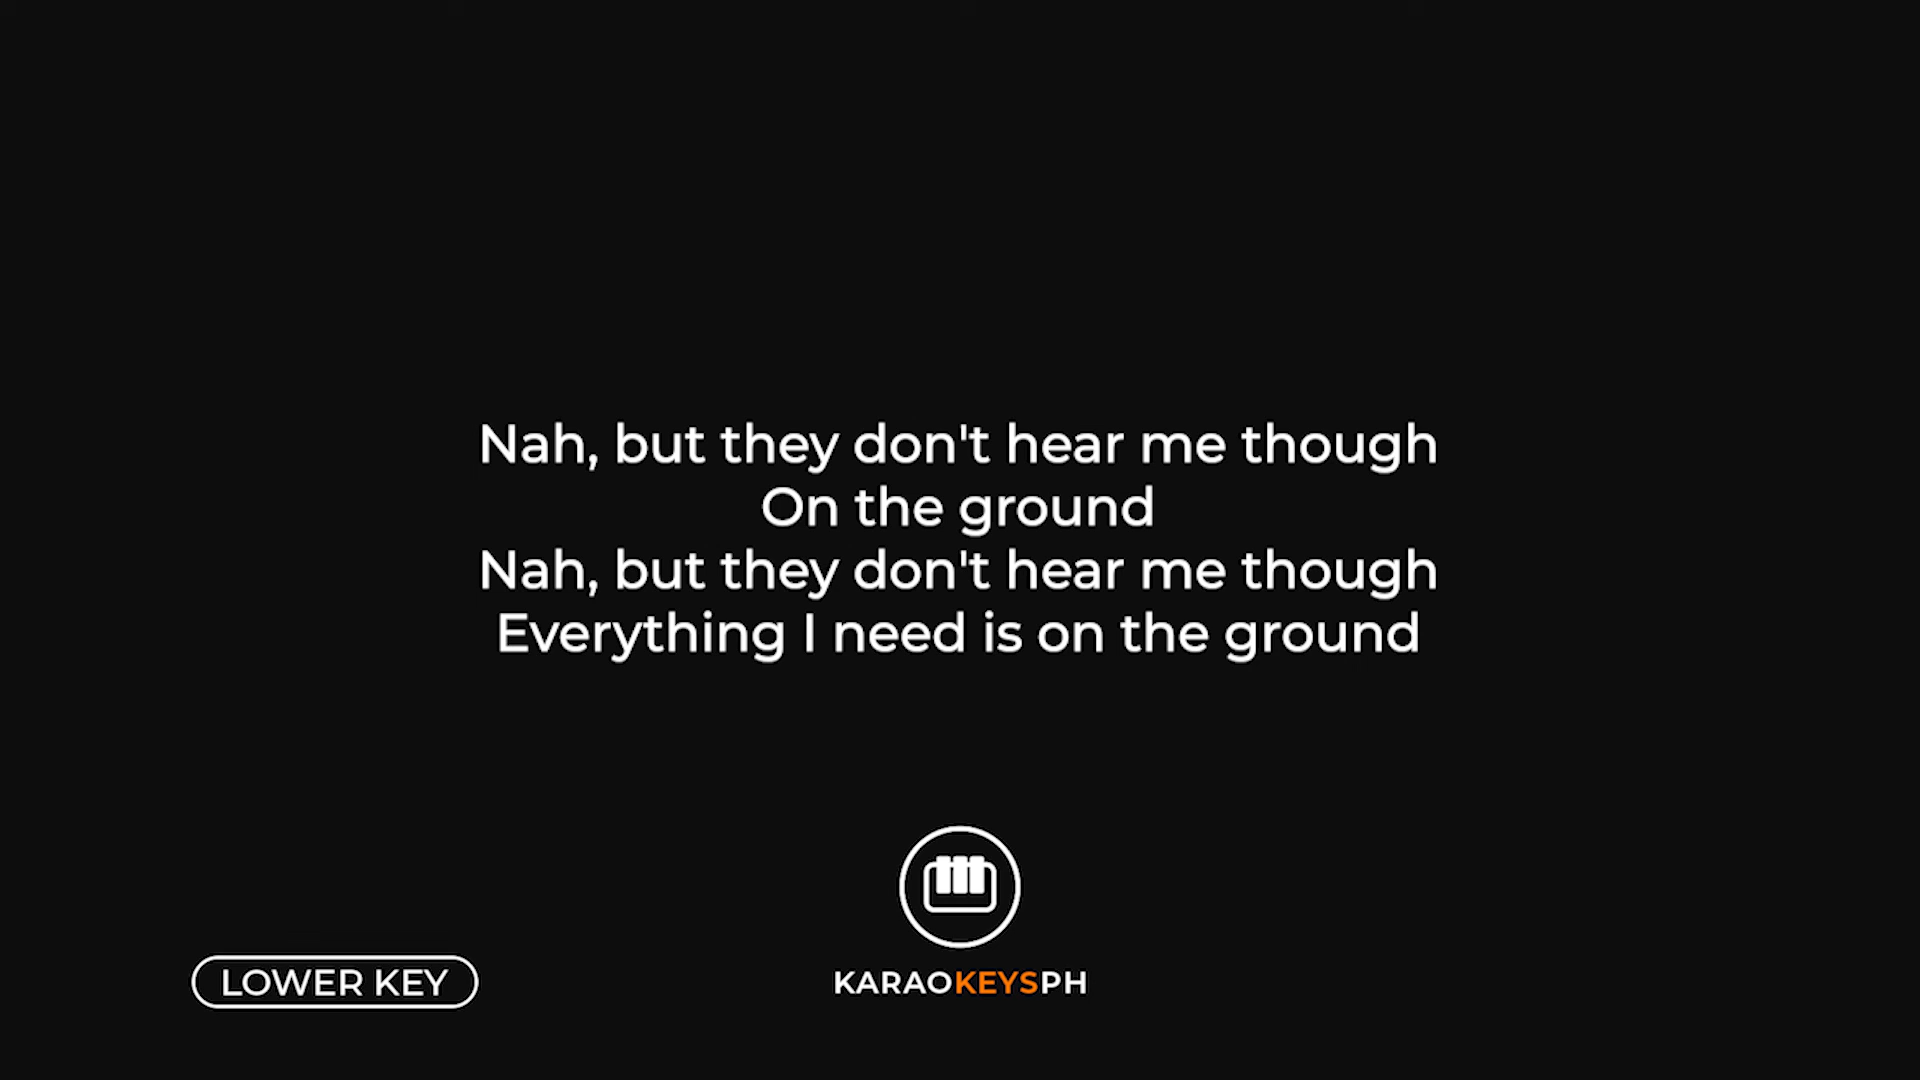 Nah, but they don't hear me though
On the ground
Nah, but they don't hear me though
Everything I need is on the ground
LOWER KEY
KARAOKEYSPH